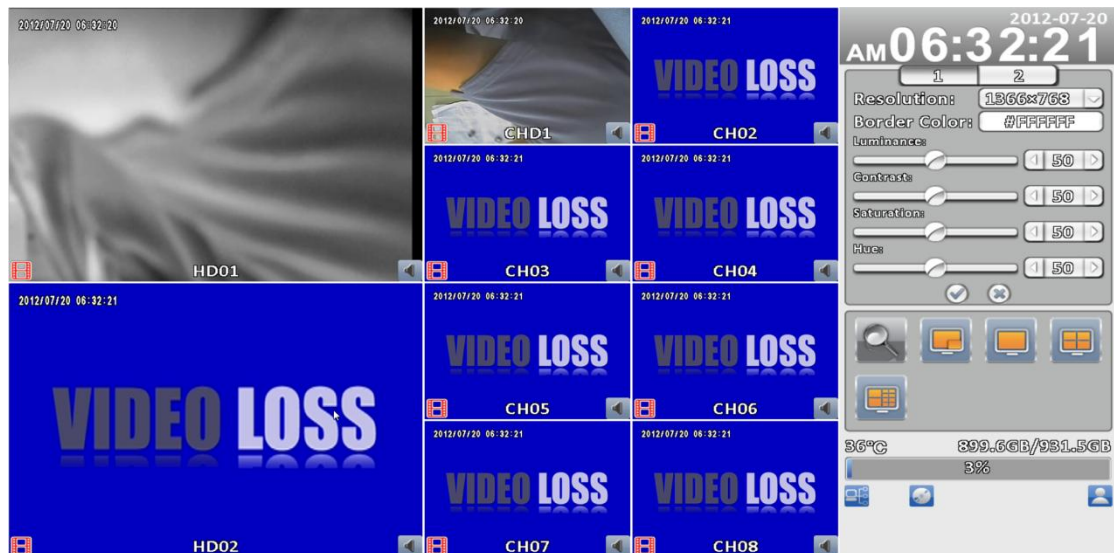 2012/07/20 06:32:20
HD01
2012/07/20 06:32:21
VIDEO LOSS
HD02
2012/07/20 06:32:20
CHD1
2012/07/20 06:32:21
VIDEO LOSS
CH02
2012/07/20 06:32:21
VIDEO LOSS
CH03
2012/07/20 06:32:21
VIDEO LOSS
CH04
2012/07/20 06:32:21
VIDEO LOSS
CH05
2012/07/20 06:32:21
VIDEO LOSS
CH06
2012/07/20 06:32:21
VIDEO LOSS
CH07
2012/07/20 06:32:21
VIDEO LOSS
CH08
2012-07-20
AM 06:32:21
1 2
Resolution: 1366×768
Border Color: #FFFFFF
Luminance:
50
Contrast:
50
Saturation:
50
Hue:
50
36°C 899.6GB/931.5GB
3%